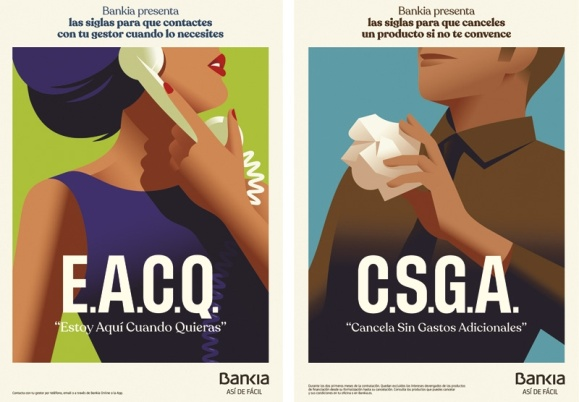 Bankia presenta
las siglas para que contactes
con tu gestor cuando lo necesites
E.A.C.Q.
“Estoy Aquí Cuando Quieras”
Bankia
ASÍ DE FÁCIL
Bankia presenta
las siglas para que canceles
un producto si no te convence
C.S.G.A.
“Cancela Sin Gastos Adicionales”
Bankia
ASÍ DE FÁCIL